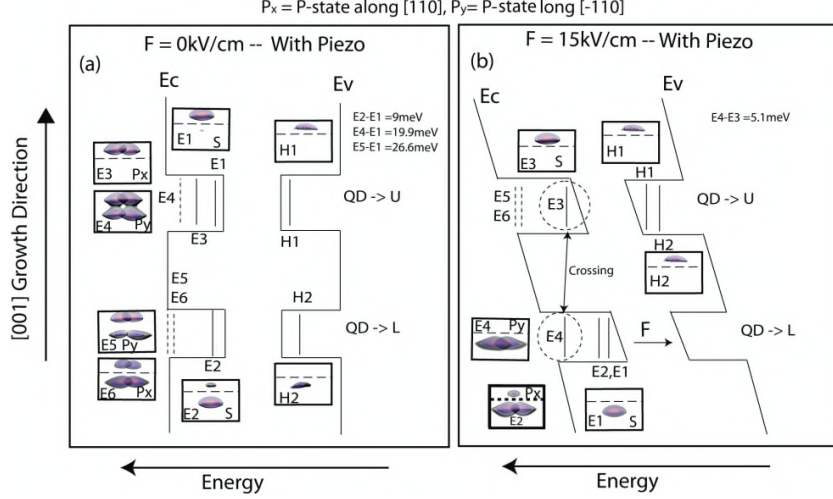 Px = P-state along [110], Py= P-state long [-110]
F = 0kV/cm -- With Piezo
(a)
Ec
Ev
E1 S
H1
E2-E1 =9meV
E4-E1 =19.9meV
E5-E1 =26.6meV
E3 Px
E1
E4
QD -> U
E4 Py
E3
H1
E5
E6
H2
QD -> L
E5 Py
E6 Px
E2
E2 S
H2
Energy
[001] Growth Direction
F = 15kV/cm -- With Piezo
(b)
Ec
Ev
E4-E3 =5.1meV
E3 S
H1
H1
E5
E6
E3
QD -> U
H2
H2
Crossing
E4 Py
E4
F
QD -> L
E2,E1
Px
E2
E1 S
Energy